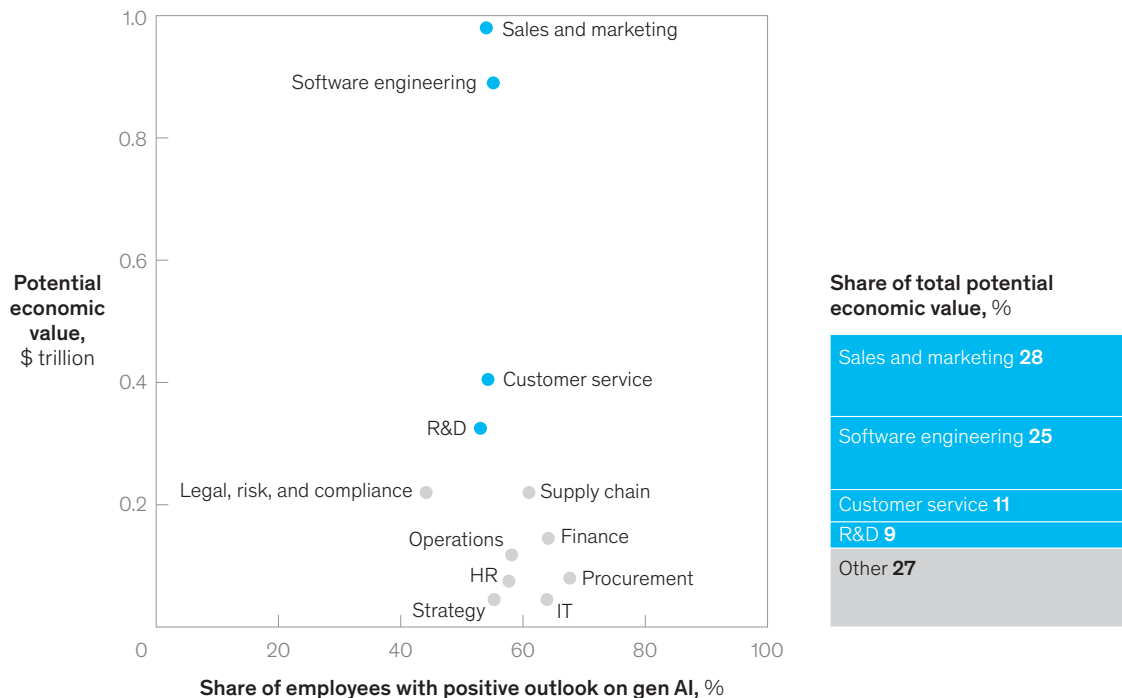 1.0
Sales and marketing
Software engineering
0.8
0.6
Potential
economic
value,
$ trillion
0.4
Customer service
R&D
Legal, risk, and compliance
Supply chain
0.2
Operations
Finance
HR
Procurement
Strategy
IT
0
20
40
60
80
100
Share of employees with positive outlook on gen AI, %
Share of total potential
economic value, %
Sales and marketing 28
Software engineering 25
Customer service 11
R&D 9
Other 27